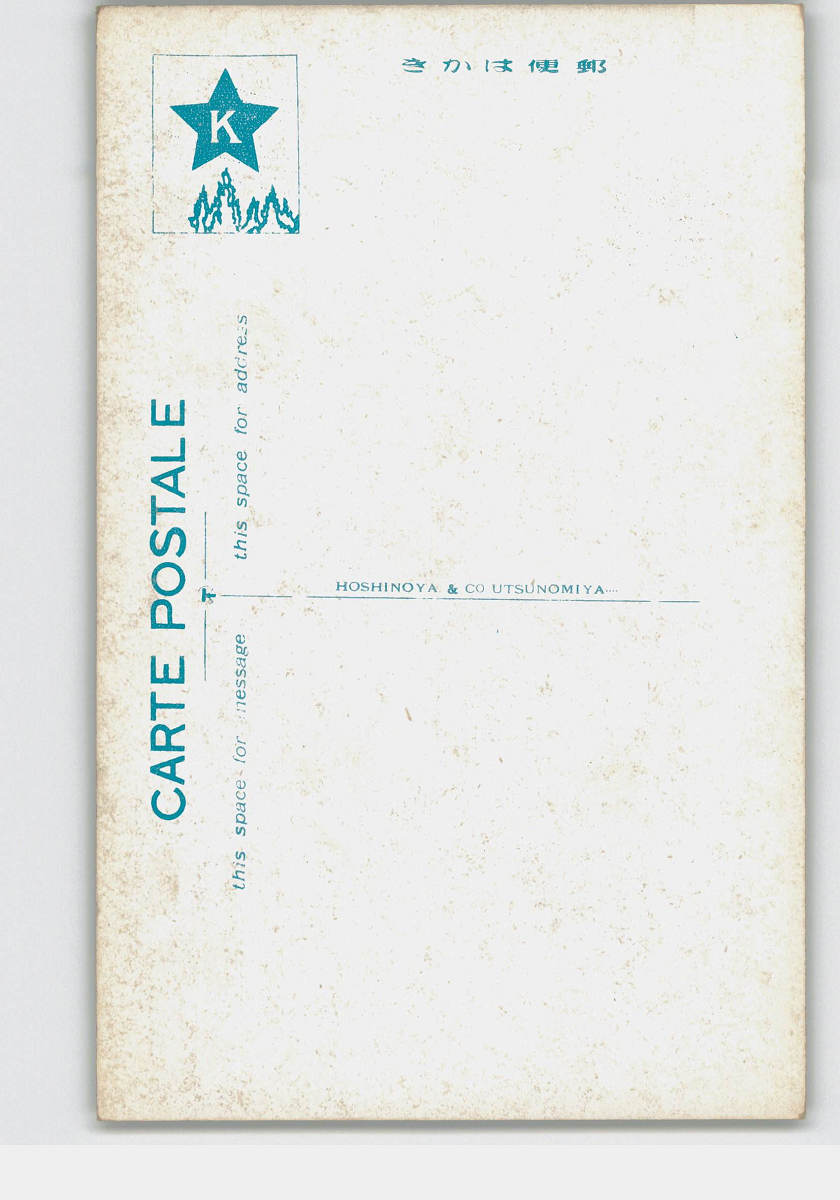 きかは便郵
K
CARTE POSTALE
this space for address
this space for message
HOSHINOYA & CO UTSUNOMIYA....